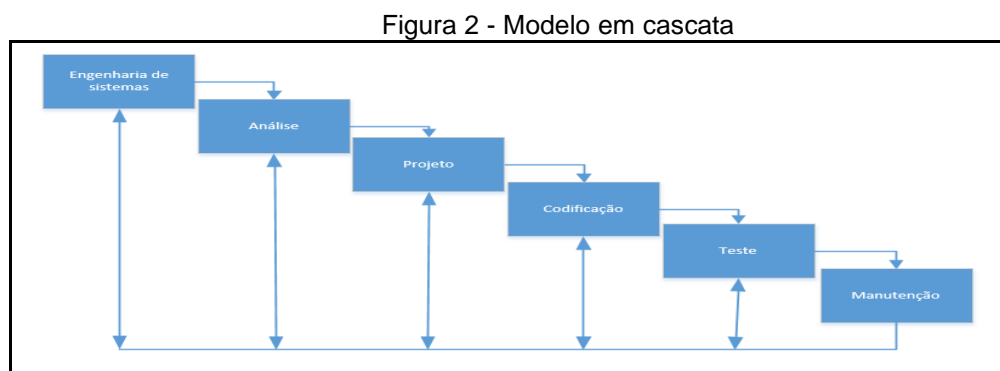 Figura 2 - Modelo em cascata
Engenharia de
sistemas
Análise
Projeto
Codificação
Teste
Manutenção